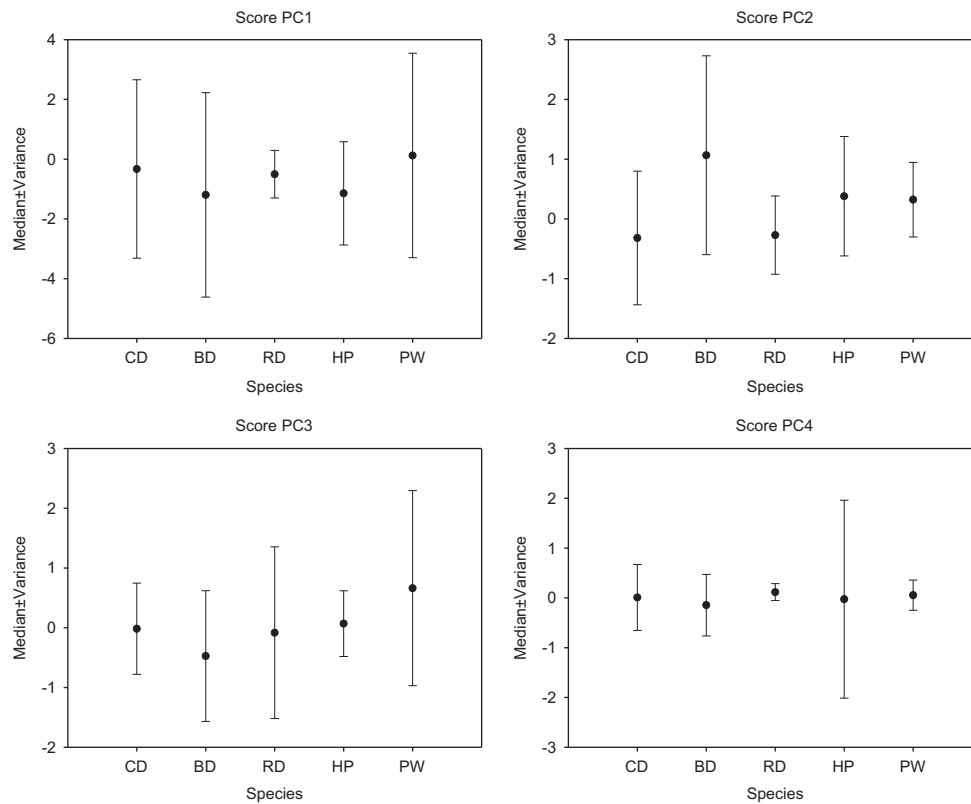 Score PC1
4
2
0
-2
-4
-6
Median±Variance
CD BD RD HP PW
Species
Score PC2
3
2
1
0
-1
-2
Median±Variance
CD BD RD HP PW
Species
Score PC3
3
2
1
0
-1
-2
Median±Variance
CD BD RD HP PW
Species
Score PC4
3
2
1
0
-1
-2
-3
Median±Variance
CD BD RD HP PW
Species